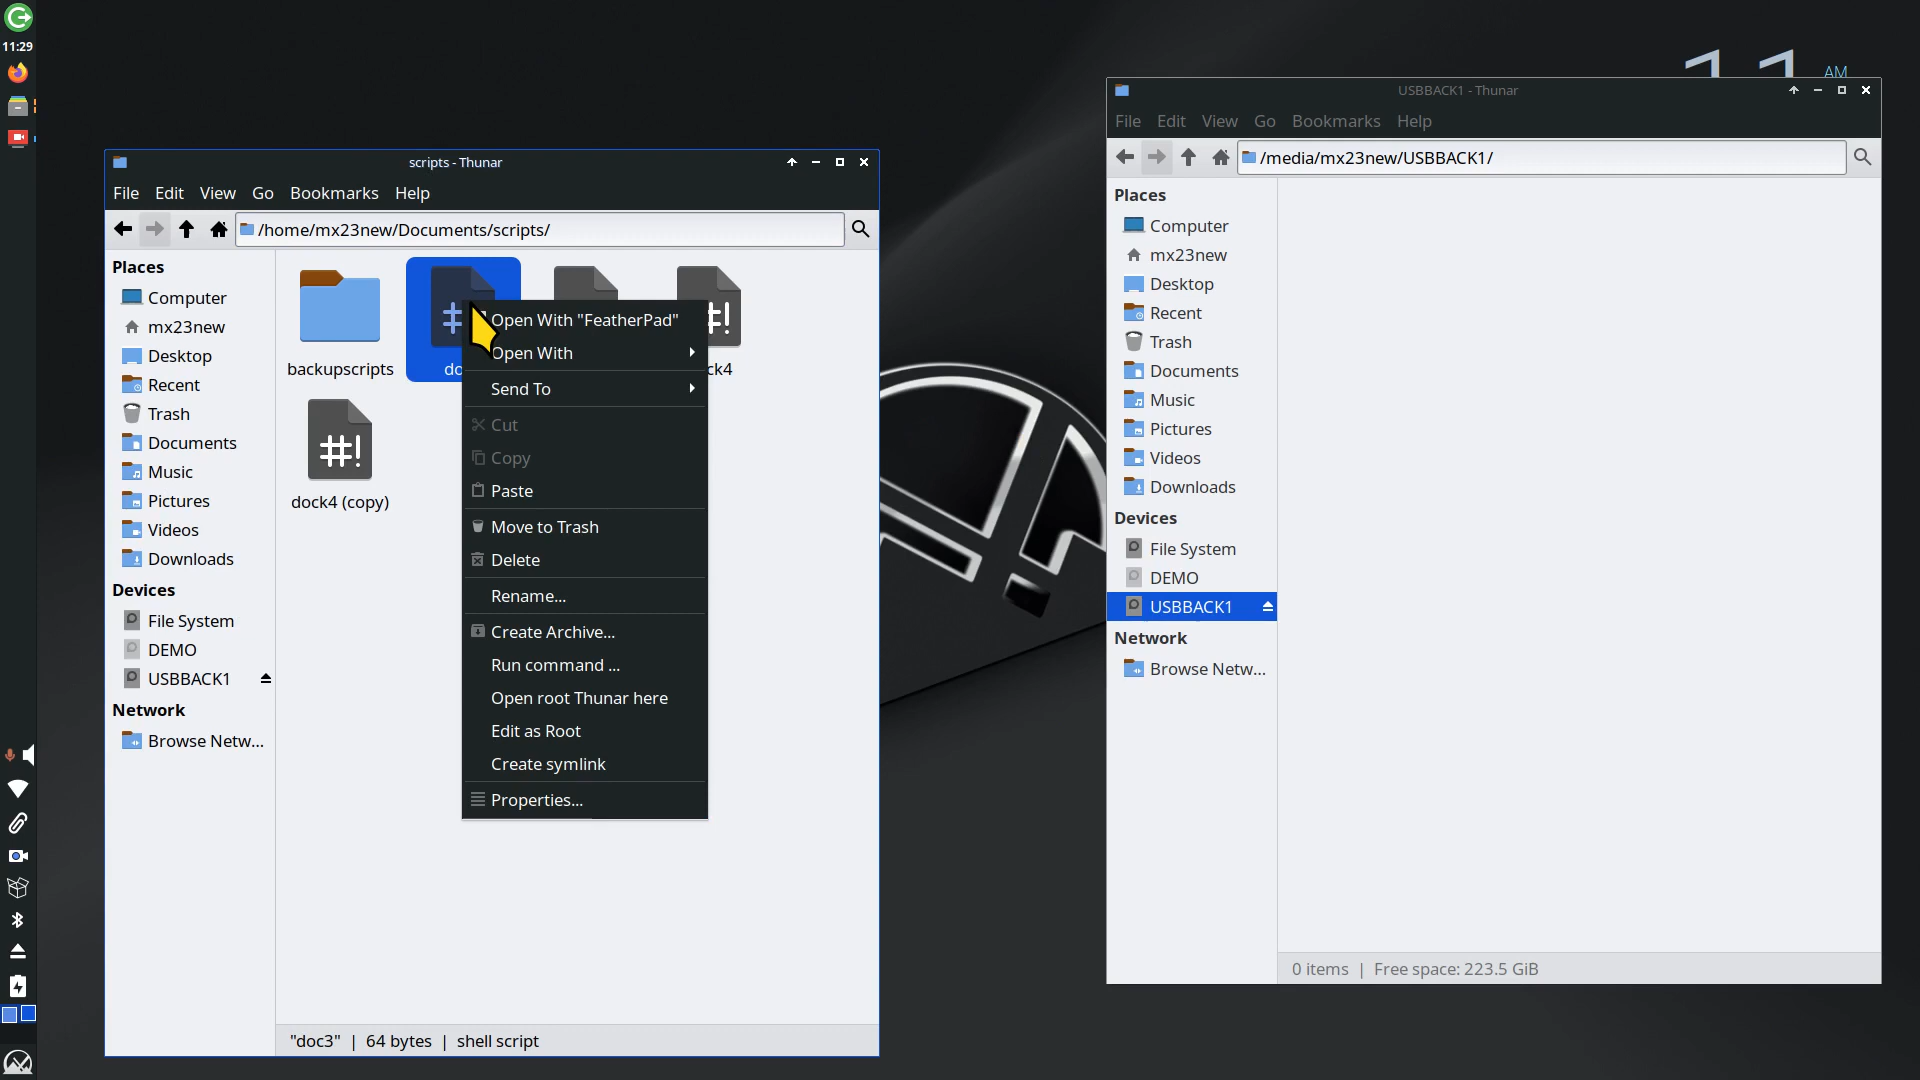 11:29
11
AM
scripts - Thunar
File Edit View Go Bookmarks Help
/home/mx23new/Documents/scripts/
Places
Computer
mx23new
Desktop
Recent
Trash
Documents
Music
Pictures
Videos
Downloads
Devices
File System
DEMO
USBBACK1
Network
Browse Netw...
backupscripts
do
ck4
#!
#!
dock4 (copy)
Open With "FeatherPad"
Open With
Send To
Cut
Copy
Paste
Move to Trash
Delete
Rename...
Create Archive...
Run command ...
Open root Thunar here
Edit as Root
Create symlink
Properties...
"doc3" | 64 bytes | shell script
USBBACK1 - Thunar
File Edit View Go Bookmarks Help
/media/mx23new/USBBACK1/
Places
Computer
mx23new
Desktop
Recent
Trash
Documents
Music
Pictures
Videos
Downloads
Devices
File System
DEMO
USBBACK1
Network
Browse Netw...
0 items | Free space: 223.5 GiB